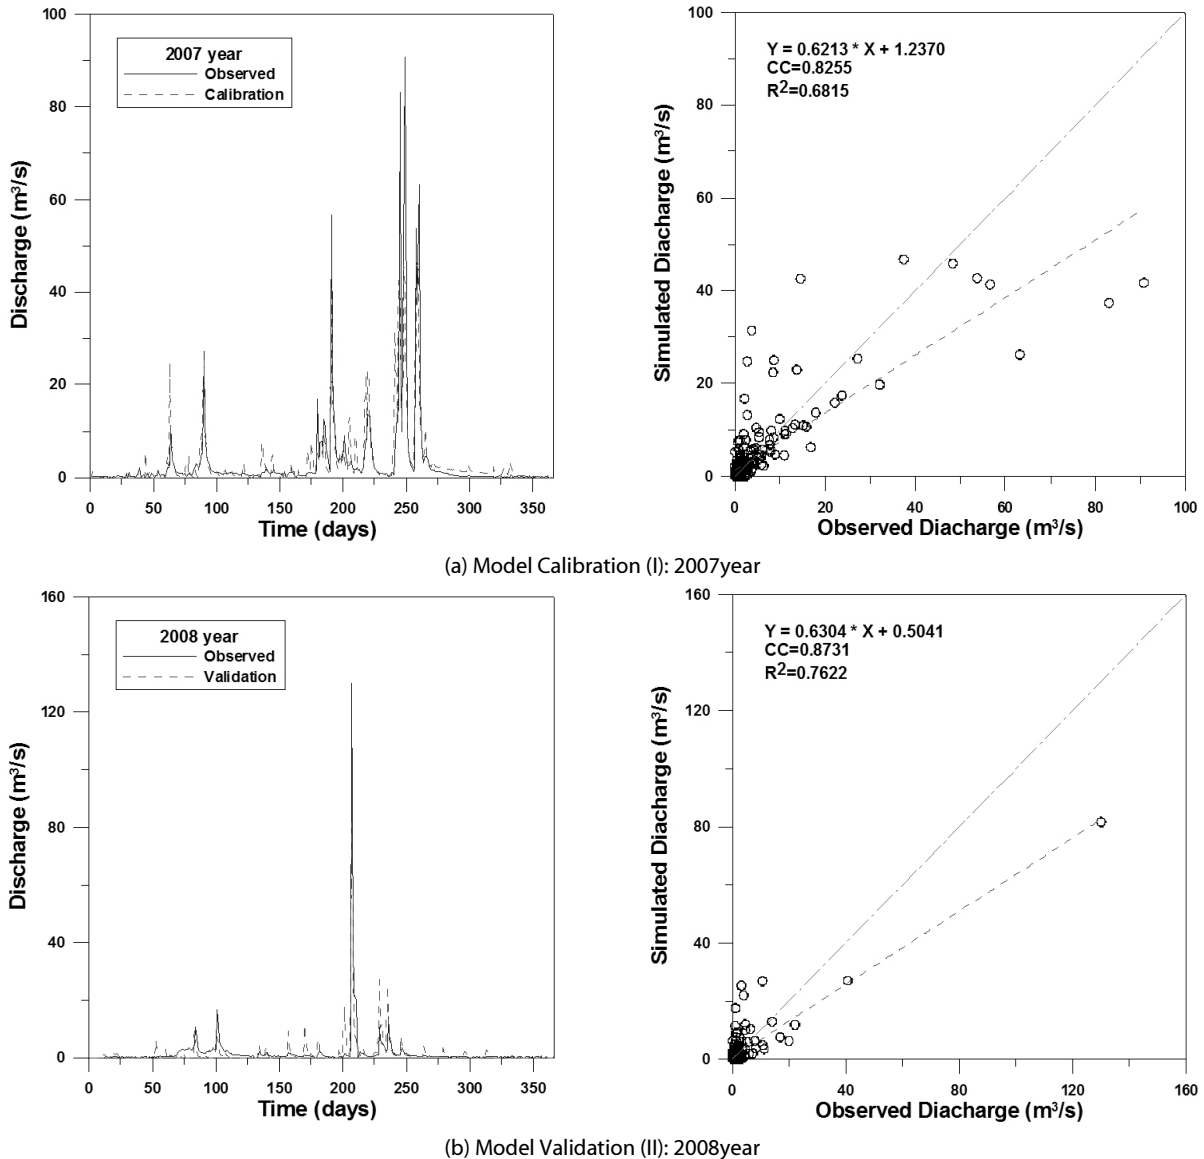 100
80
60
40
20
0
Discharge (m³/s)
2007 year
Observed
Calibration
0 50 100 150 200 250 300 350
Time (days)
100
80
60
40
20
0
Simulated Diacharge (m³/s)
Y = 0.6213 * X + 1.2370
CC=0.8255
R²=0.6815
0 20 40 60 80 100
Observed Diacharge (m³/s)
(a) Model Calibration (I): 2007year
160
120
80
40
0
Discharge (m³/s)
2008 year
Observed
Validation
0 50 100 150 200 250 300 350
Time (days)
160
120
80
40
0
Simulated Diacharge (m³/s)
Y = 0.6304 * X + 0.5041
CC=0.8731
R²=0.7622
0 40 80 120 160
Observed Diacharge (m³/s)
(b) Model Validation (II): 2008year